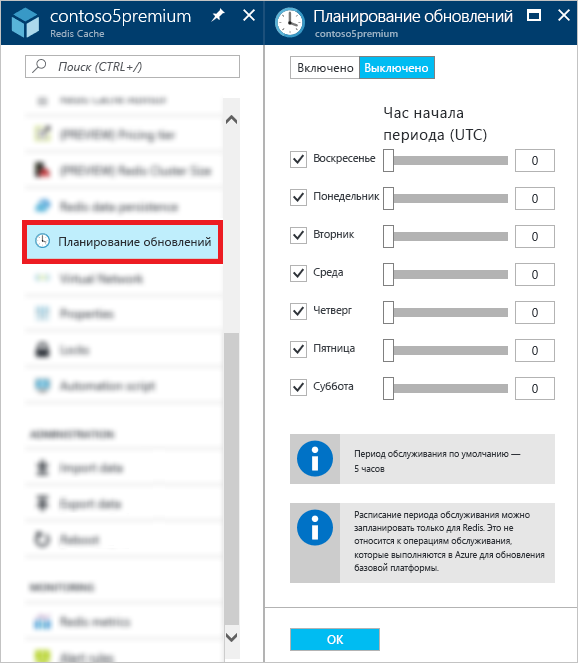 contoso5premium
Redis Cache
Поиск (CTRL+/)
(PREVIEW) Pricing tier
(PREVIEW) Redis Cluster Size
Redis data persistence
Планирование обновлений
Virtual Network
Properties
Locks
Automation script
ADMINISTRATION
Import data
Export data
Reboot
MONITORING
Redis metrics
Alert rules
Планирование обновлений
contoso5premium
Включено Выключено
Час начала
периода (UTC)
Воскресенье 0
Понедельник 0
Вторник 0
Среда 0
Четверг 0
Пятница 0
Суббота 0
Период обслуживания по умолчанию —
5 часов
Расписание периода обслуживания можно
запланировать только для Redis. Это не
относится к операциям обслуживания,
которые выполняются в Azure для обновления
базовой платформы.
ОК